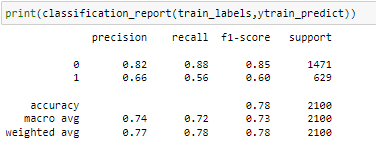 print(classification_report(train_labels,ytrain_predict))
precision recall f1-score support
0 0.82 0.88 0.85 1471
1 0.66 0.56 0.60 629
accuracy 0.78 2100
macro avg 0.74 0.72 0.73 2100
weighted avg 0.77 0.78 0.78 2100